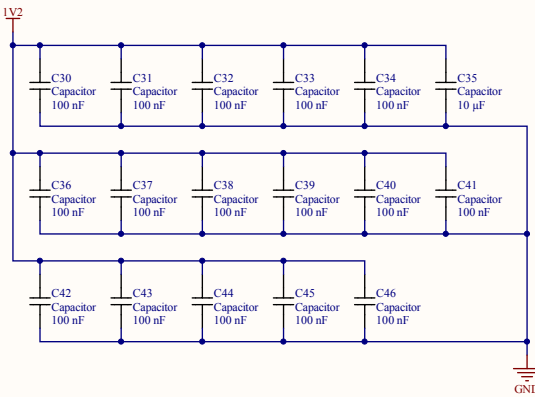 1V2
C30
Capacitor
100 nF
C31
Capacitor
100 nF
C32
Capacitor
100 nF
C33
Capacitor
100 nF
C34
Capacitor
100 nF
C35
Capacitor
10 µF
C36
Capacitor
100 nF
C37
Capacitor
100 nF
C38
Capacitor
100 nF
C39
Capacitor
100 nF
C40
Capacitor
100 nF
C41
Capacitor
100 nF
C42
Capacitor
100 nF
C43
Capacitor
100 nF
C44
Capacitor
100 nF
C45
Capacitor
100 nF
C46
Capacitor
100 nF
GND